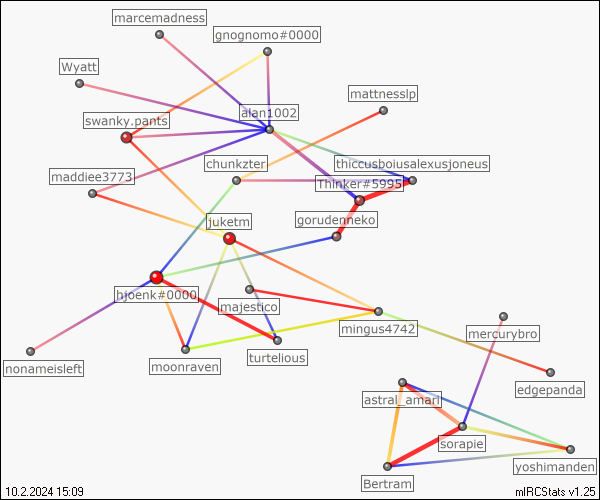 marcemadness
gnognomo#0000
Wyatt
mattnesslp
alan1002
swanky.pants
chunkzter
thiccusboiusalexusjoneus
maddiee3773
Thinker#5995
juketm
gorudenneko
hjoenk#0000
majestico
mingus4742
mercurybro
nonameisleft
moonraven
turtelious
edgepanda
astral_amari
sorapie
yoshimanden
Bertram
10.2.2024 15:09
mIRCStats v1.25